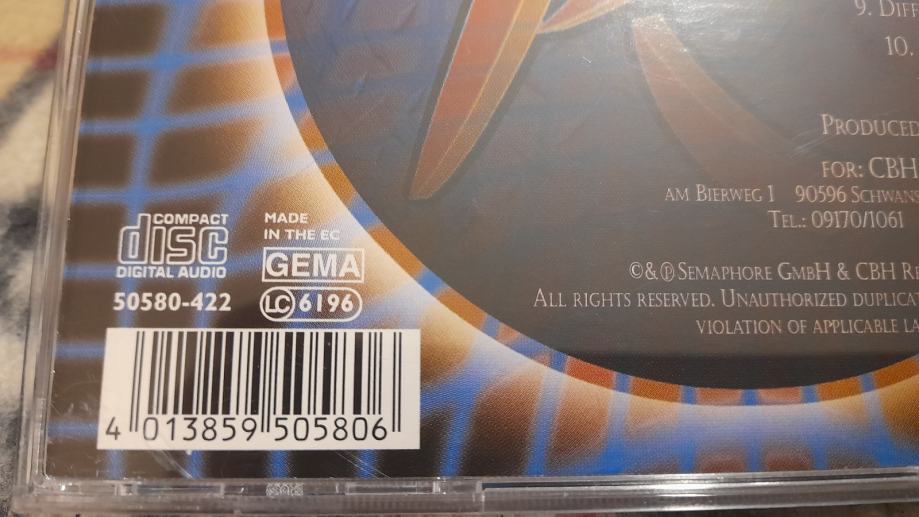 9. Diff
10.
Produced
for: CBH
am Bierweg 1 90596 Schwans
Tel.: 09170/1061
©&℗ Semaphore GmbH & CBH Re
All rights reserved. Unauthorized duplica
violation of applicable la
COMPACT
disc
DIGITAL AUDIO
50580-422
MADE
IN THE EC
GEMA
LC 6196
4 013859 505806